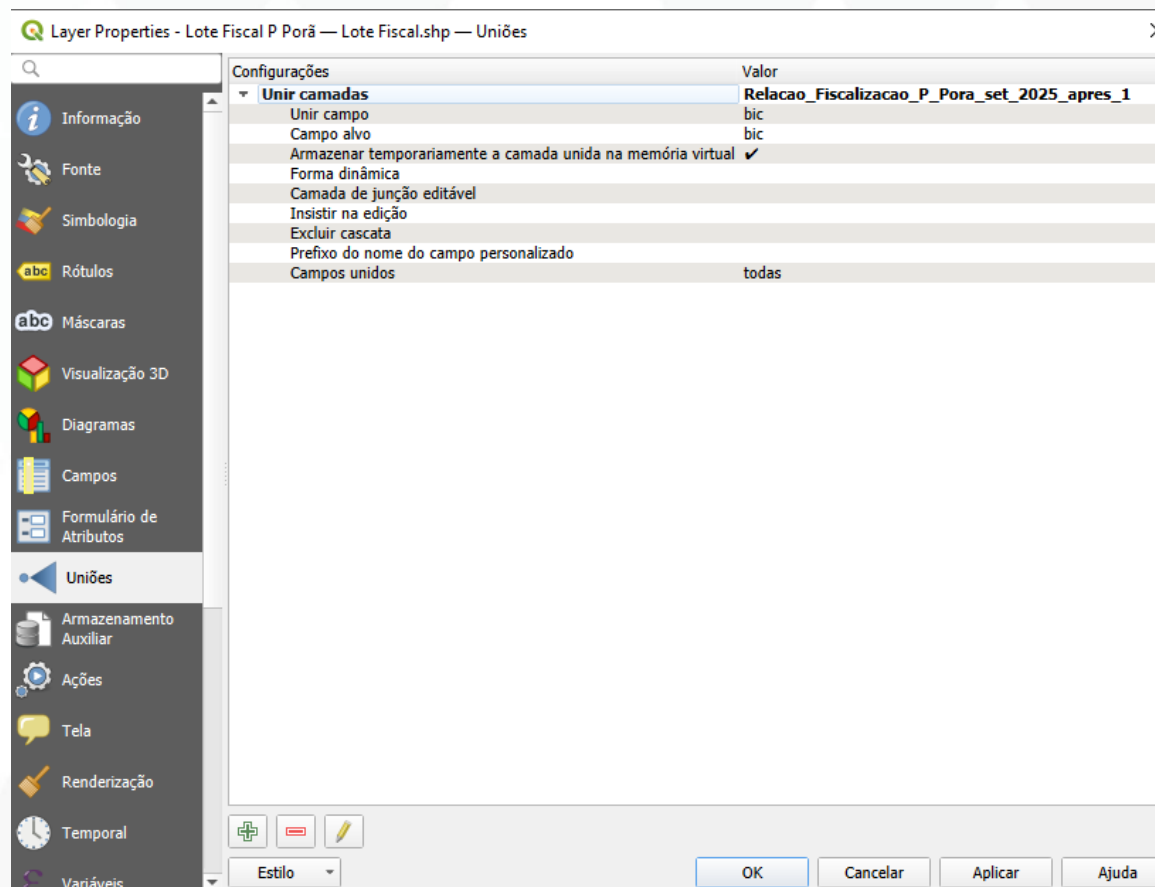 Layer Properties - Lote Fiscal P Porã — Lote Fiscal.shp — Uniões
Informação
Fonte
Simbologia
abc Rótulos
abc Máscaras
Visualização 3D
Diagramas
Campos
Formulário de
Atributos
Uniões
Armazenamento
Auxiliar
Ações
Tela
Renderização
Temporal
Variáveis
Configurações Valor
Unir camadas Relacao_Fiscalizacao_P_Pora_set_2025_apres_1
Unir campo bic
Campo alvo bic
Armazenar temporariamente a camada unida na memória virtual ✔
Forma dinâmica
Camada de junção editável
Insistir na edição
Excluir cascata
Prefixo do nome do campo personalizado
Campos unidos todas
Estilo OK Cancelar Aplicar Ajuda